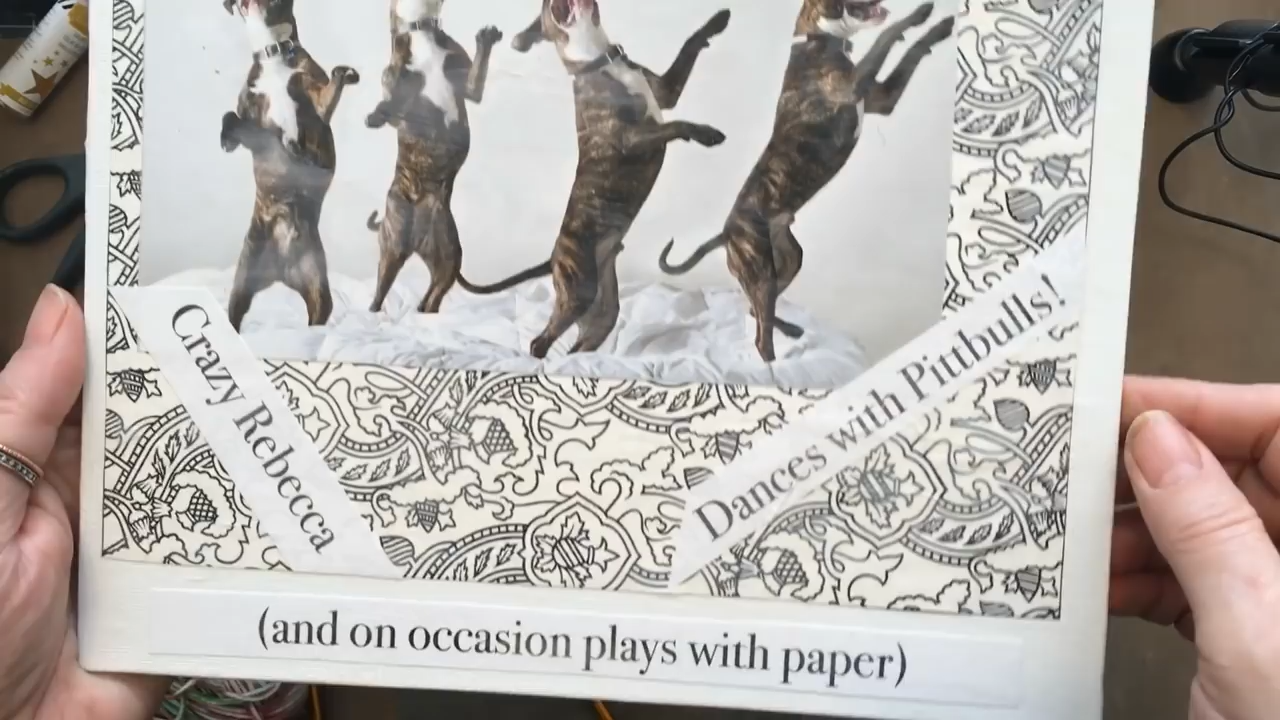 Crazy Rebecca
Dances with Pittbulls!
(and on occasion plays with paper)